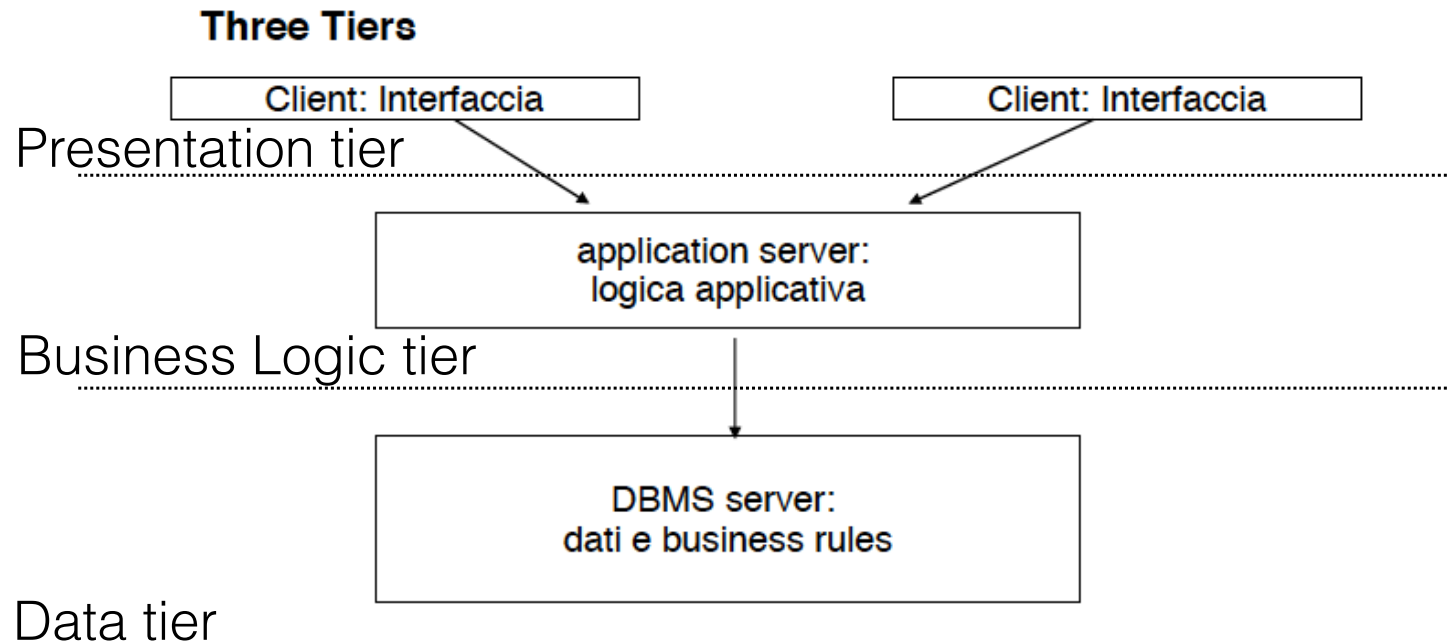 Three Tiers
Client: Interfaccia
Client: Interfaccia
Presentation tier
application server:
logica applicativa
Business Logic tier
DBMS server:
dati e business rules
Data tier